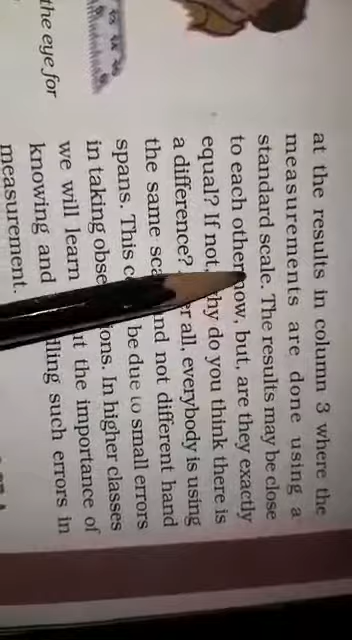 at the results in column 3 where the
measurements are done using a
standard scale. The results may be close
to each other now, but, are they exactly
equal? If not, why do you think there is
a difference? er all, everybody is using
the same sca nd not different hand
spans. This c be due to small errors
in taking obse ions. In higher classes
we will learn ut the importance of
knowing and dling such errors in
measurement.
the eye for